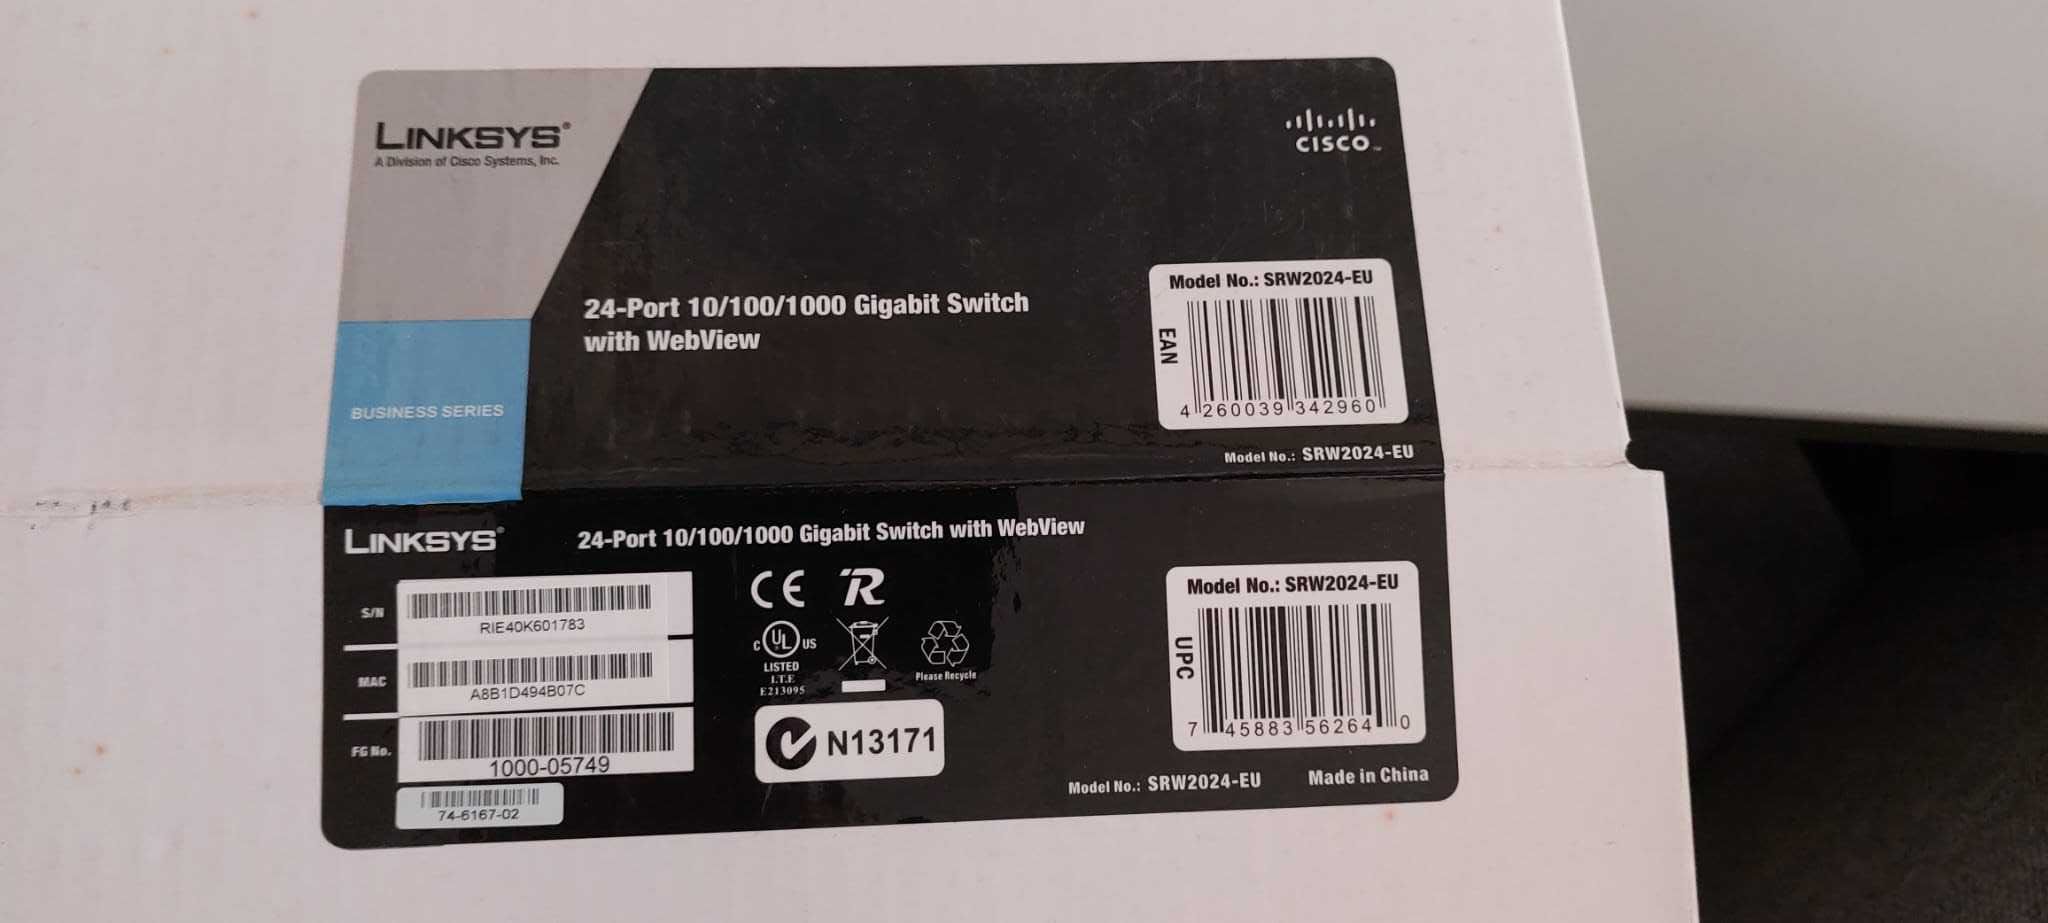 LINKSYS®
A Division of Cisco Systems, Inc.
CISCO™
24-Port 10/100/1000 Gigabit Switch
with WebView
Model No.: SRW2024-EU
EAN
4 260039 342960
BUSINESS SERIES
Model No.: SRW2024-EU
LINKSYS®
24-Port 10/100/1000 Gigabit Switch with WebView
S/N
RIE40K601783
MAC
A8B1D494B07C
FG No.
1000-05749
74-6167-02
CE
R
C UL US
LISTED
I.T.E
E213095
Please Recycle
N13171
Model No.: SRW2024-EU
UPC
7 45883 56264 0
Model No.: SRW2024-EU
Made in China